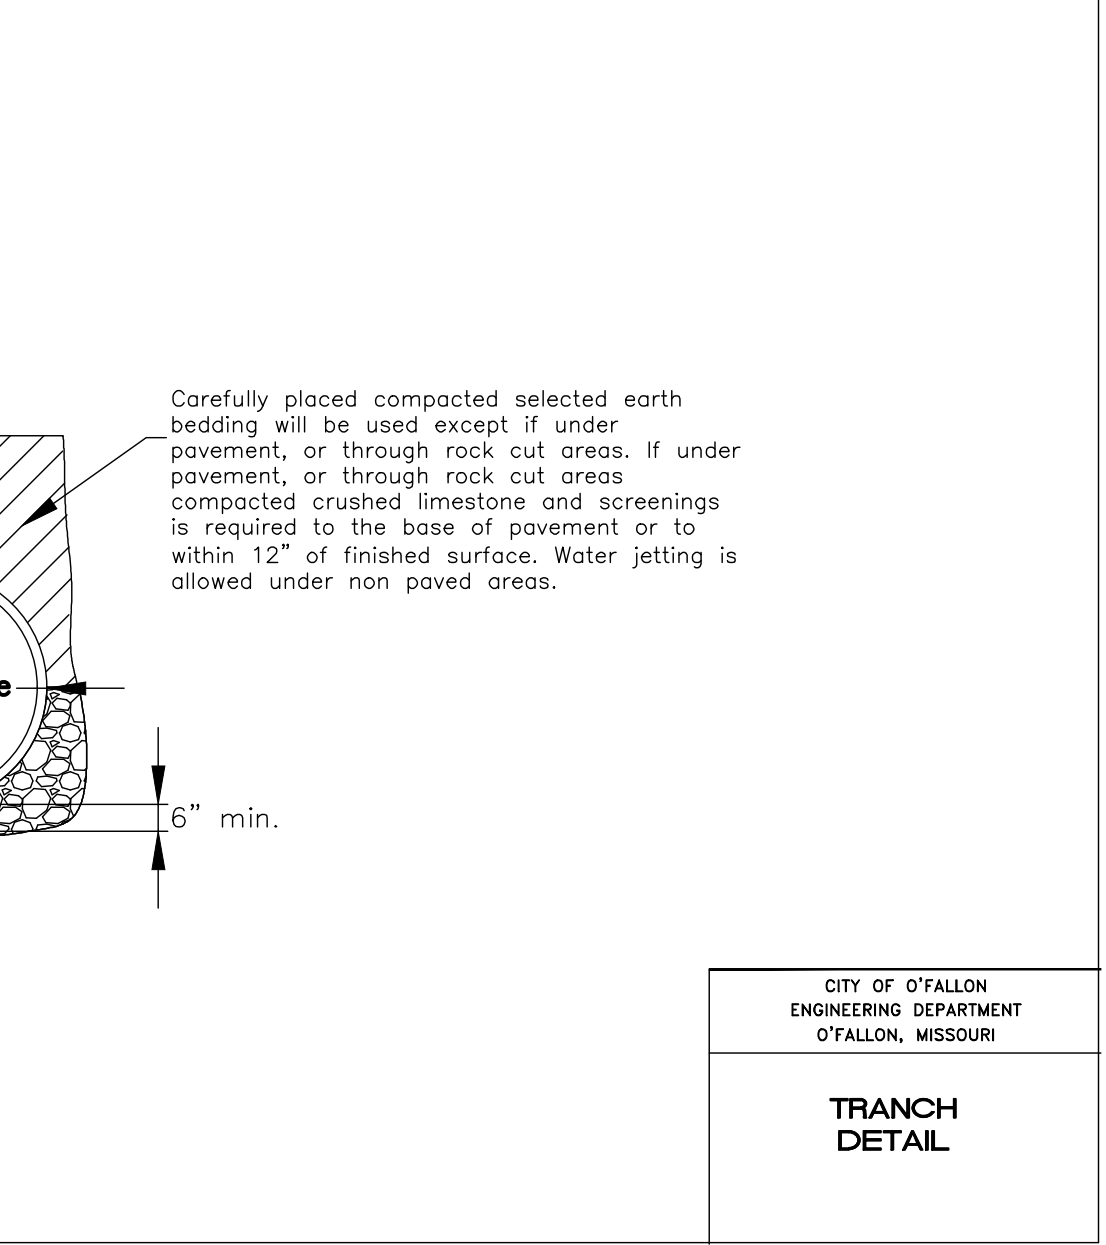 Carefully placed compacted selected earth
bedding will be used except if under
pavement, or through rock cut areas. If under
pavement, or through rock cut areas
compacted crushed limestone and screenings
is required to the base of pavement or to
within 12" of finished surface. Water jetting is
allowed under non paved areas.
e
6" min.
CITY OF O'FALLON
ENGINEERING DEPARTMENT
O'FALLON, MISSOURI
TRANCH
DETAIL